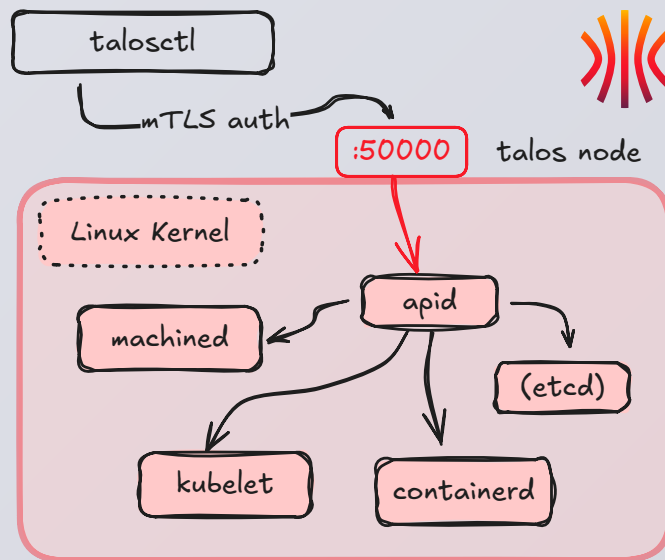 talosctl
mTLS auth
:50000
talos node
Linux Kernel
apid
machined
(etcd)
kubelet
containerd